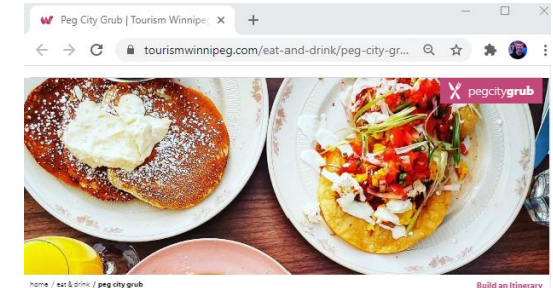 Peg City Grub | Tourism Winnipe
tourismwinnipeg.com/eat-and-drink/peg-city-gr...
pegcitygrub
home / eat & drink / peg city grub
Build an Itinerary